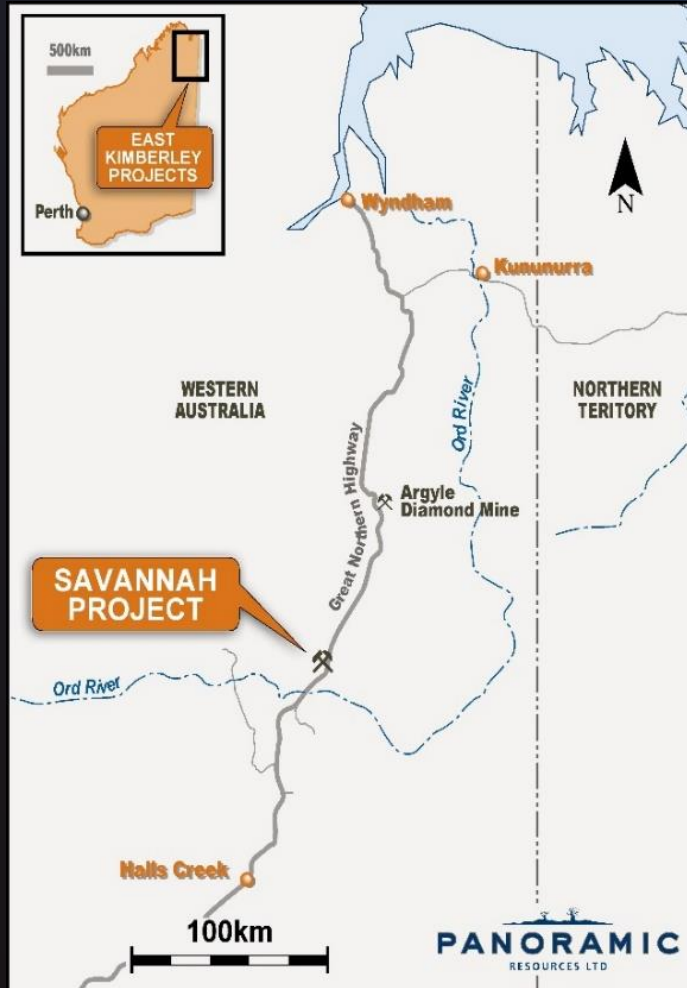 500km
EAST
KIMBERLEY
PROJECTS
Perth
N
Wyndham
Kununurra
WESTERN
AUSTRALIA
NORTHERN
TERITORY
Ord River
Great Northern Highway
Argyle
Diamond Mine
SAVANNAH
PROJECT
Ord River
Halls Creek
100km
PANORAMIC
RESOURCES LTD